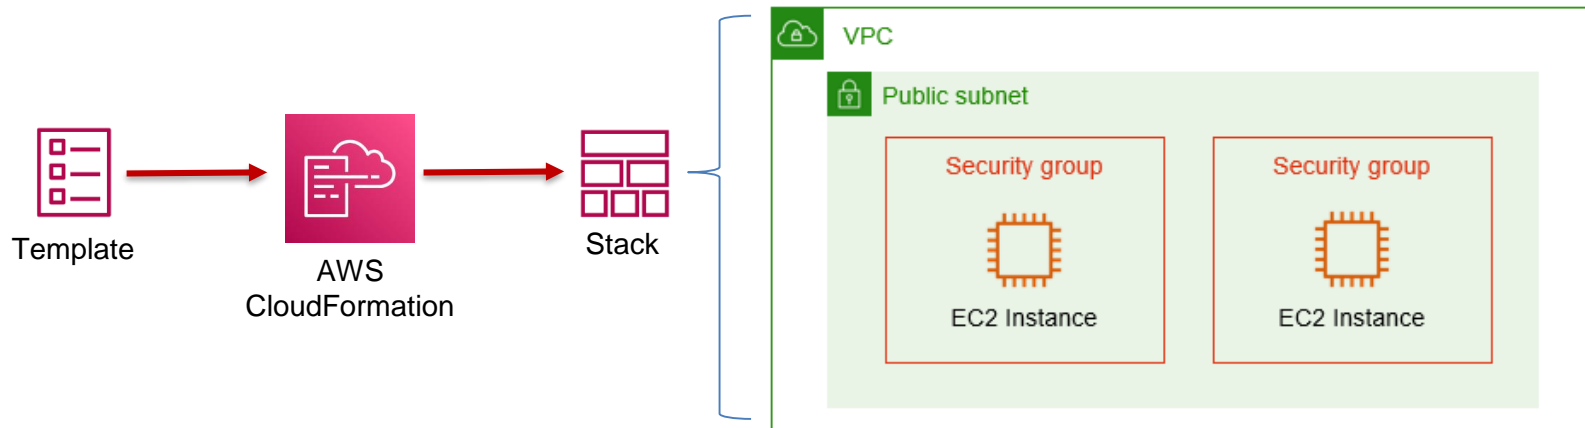 Template
AWS
CloudFormation
Stack
VPC
Public subnet
Security group
EC2 Instance
Security group
EC2 Instance